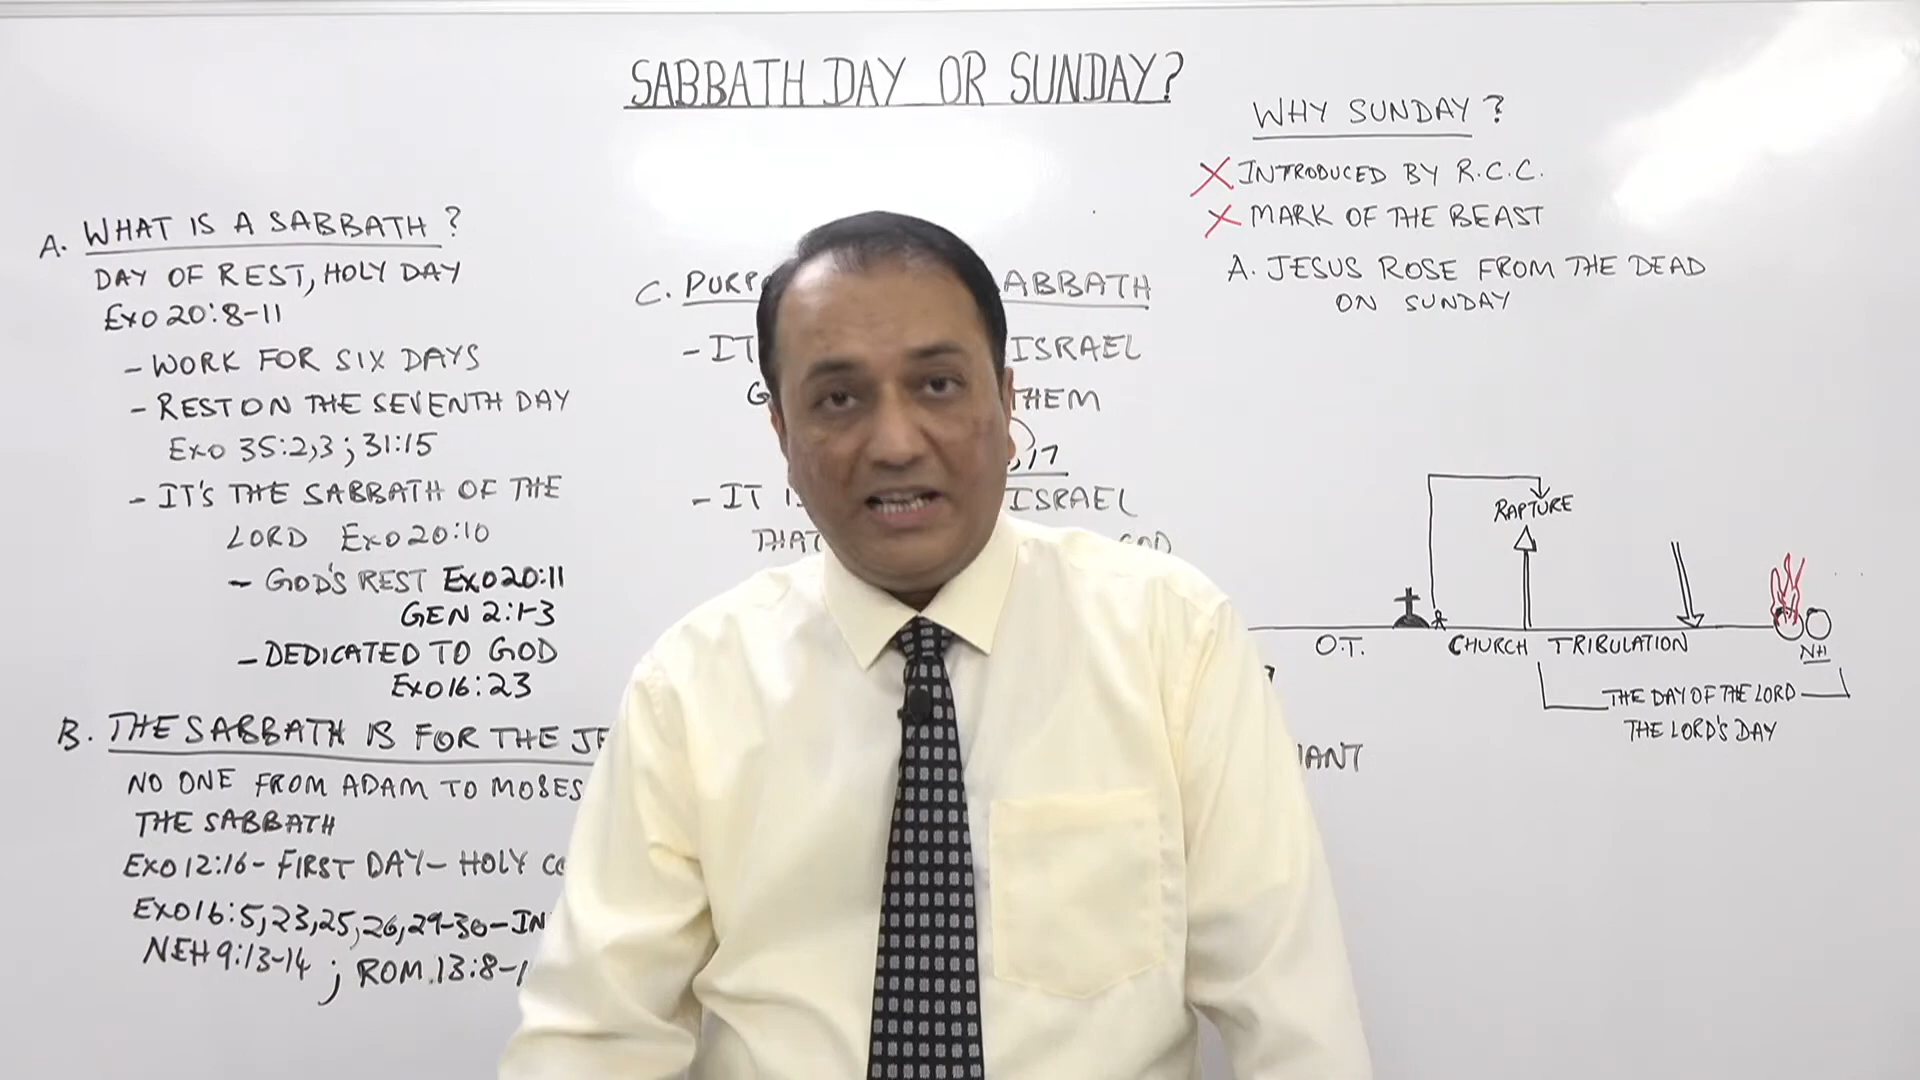 SABBATH DAY OR SUNDAY?
A. WHAT IS A SABBATH?
DAY OF REST, HOLY DAY
EXO 20:8-11
- WORK FOR SIX DAYS
- REST ON THE SEVENTH DAY
EXO 35:2,3; 31:15
- IT'S THE SABBATH OF THE
LORD EXO 20:10
- GOD'S REST EXO 20:11
GEN 2:1-3
- DEDICATED TO GOD
EXO 16:23
B. THE SABBATH IS FOR THE
NO ONE FROM ADAM TO MOSES
THE SABBATH
EXO 12:16 - FIRST DAY - HOLY
EXO 16:5,23,25,26,29-30 -
NEH 9:13-14; ROM.13:8-
C. ABBATH
- IT ISRAEL
THEM
,17
- IT ISRAEL
THAT GOD
WHY SUNDAY?
X INTRODUCED BY R.C.C.
X MARK OF THE BEAST
A. JESUS ROSE FROM THE DEAD
ON SUNDAY
RAPTURE
O.T. CHURCH TRIBULATION NH
THE DAY OF THE LORD
THE LORD'S DAY